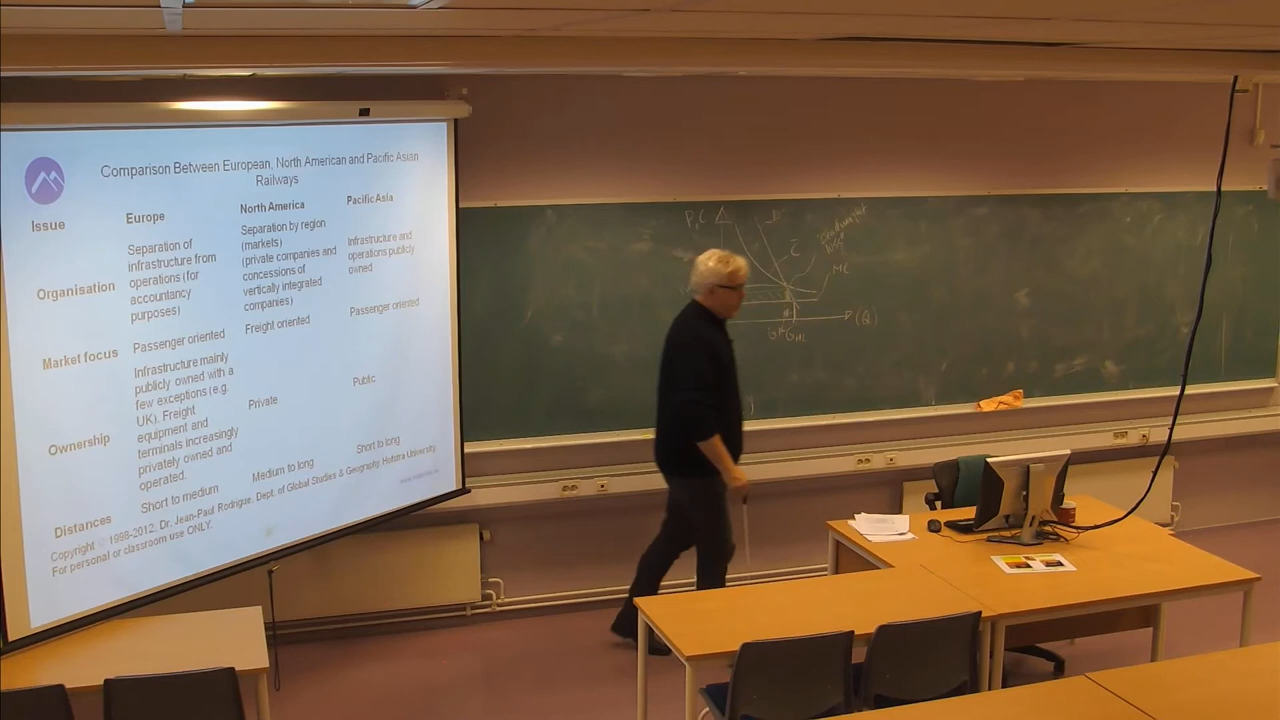 Comparison Between European, North American and Pacific Asian
Railways
Issue
Europe
North America
Pacific Asia
Organisation
Separation of
infrastructure from
operations (for
accountancy
purposes)
Separation by region
(markets)
(private companies and
concessions of
vertically integrated
companies)
Infrastructure and
operations publicly
owned
Market focus
Passenger oriented
Freight oriented
Passenger oriented
Ownership
Infrastructure mainly
publicly owned with a
few exceptions (e.g.
UK). Freight
equipment and
terminals increasingly
privately owned and
operated.
Private
Public
Distances
Short to medium
Medium to long
Short to long
Copyright © 1998-2012, Dr. Jean-Paul Rodrigue, Dept. of Global Studies & Geography, Hofstra University.
For personal or classroom use ONLY.
P,C
D
MC
(Q)